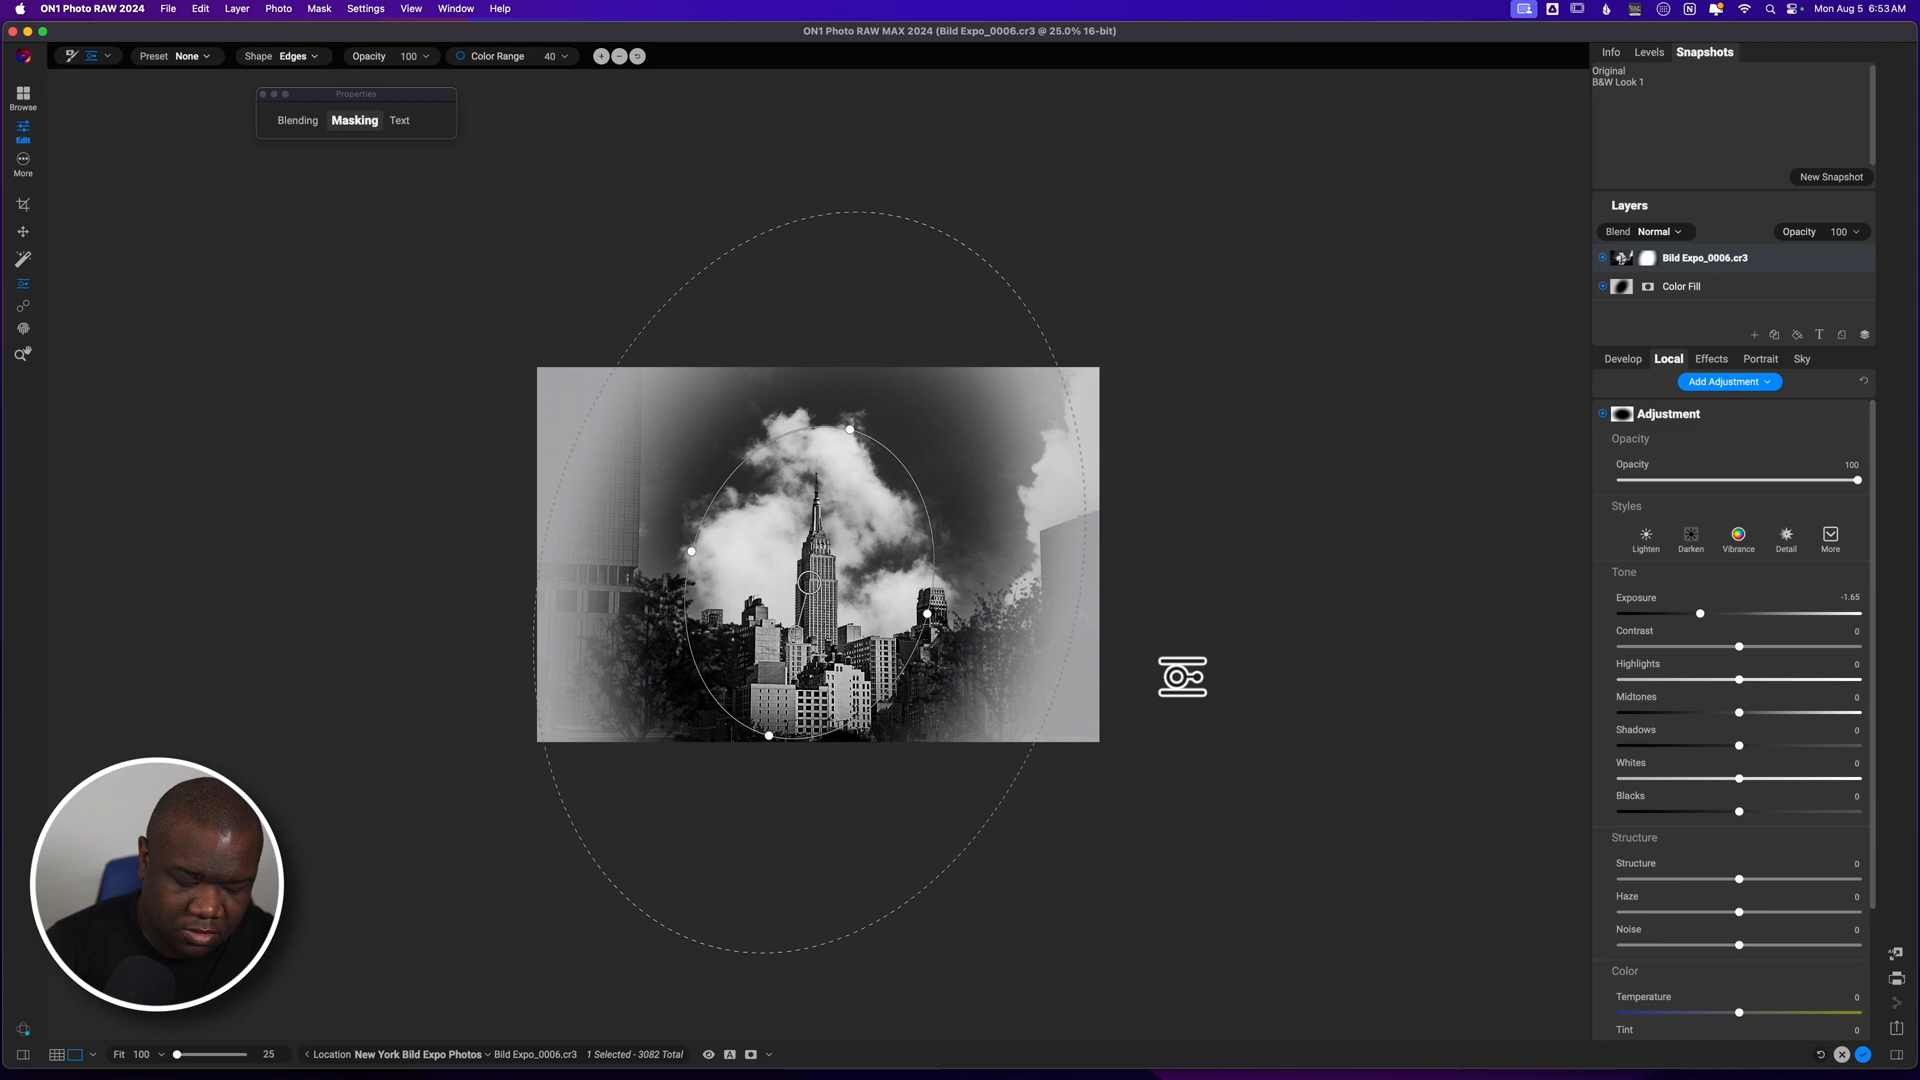 ON1 Photo RAW 2024 File Edit Layer Photo Mask Settings View Window Help Mon Aug 5 6:53 AM
ON1 Photo RAW MAX 2024 (Bild Expo_0006.cr3 @ 25.0% 16-bit)
Preset None Shape Edges Opacity 100 Color Range 40
Info Levels Snapshots
Original
B&W Look 1
New Snapshot
Properties
Blending Masking Text
Browse
Edit
More
Layers
Blend Normal Opacity 100
Bild Expo_0006.cr3
Color Fill
Develop Local Effects Portrait Sky
Add Adjustment
Adjustment
Opacity
Opacity 100
Styles
Lighten Darken Vibrance Detail More
Tone
Exposure -1.65
Contrast 0
Highlights 0
Midtones 0
Shadows 0
Whites 0
Blacks 0
Structure
Structure 0
Haze 0
Noise 0
Color
Temperature 0
Tint 0
Fit 100 25 Location New York Bild Expo Photos Bild Expo_0006.cr3 1 Selected - 3082 Total A